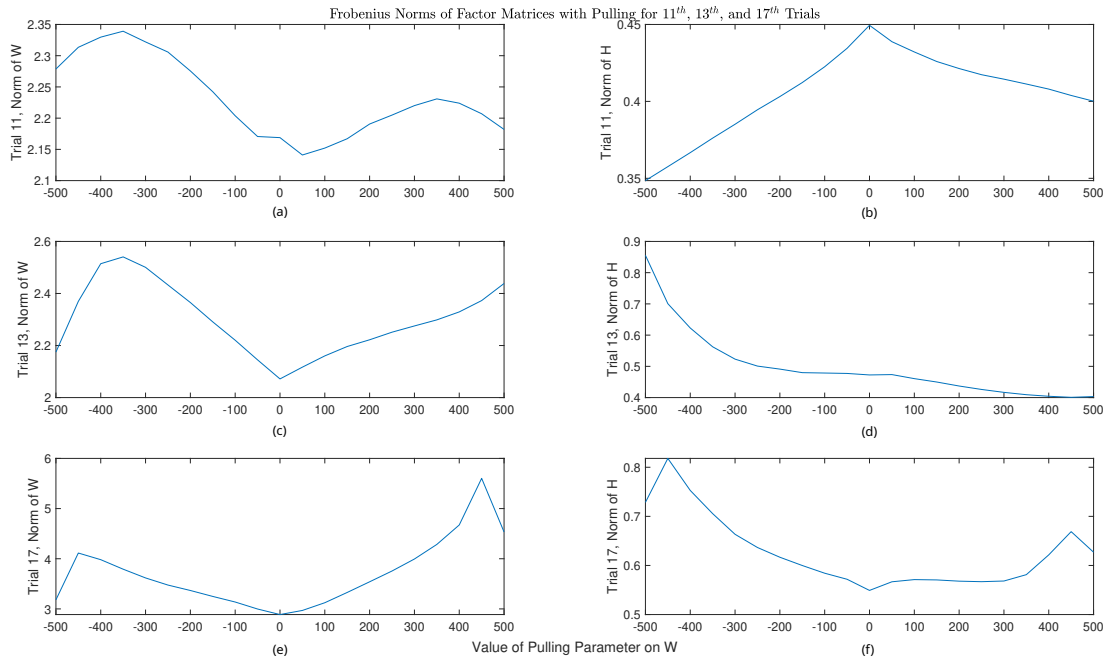 Frobenius Norms of Factor Matrices with Pulling for 11th, 13th, and 17th Trials
Trial 11, Norm of W
2.35
2.3
2.25
2.2
2.15
2.1
-500 -400 -300 -200 -100 0 100 200 300 400 500
(a)
Trial 11, Norm of H
0.45
0.4
0.35
-500 -400 -300 -200 -100 0 100 200 300 400 500
(b)
Trial 13, Norm of W
2.6
2.4
2.2
2
-500 -400 -300 -200 -100 0 100 200 300 400 500
(c)
Trial 13, Norm of H
0.9
0.8
0.7
0.6
0.5
0.4
-500 -400 -300 -200 -100 0 100 200 300 400 500
(d)
Trial 17, Norm of W
6
5
4
3
-500 -400 -300 -200 -100 0 100 200 300 400 500
(e)
Trial 17, Norm of H
0.8
0.7
0.6
0.5
-500 -400 -300 -200 -100 0 100 200 300 400 500
(f)
Value of Pulling Parameter on W